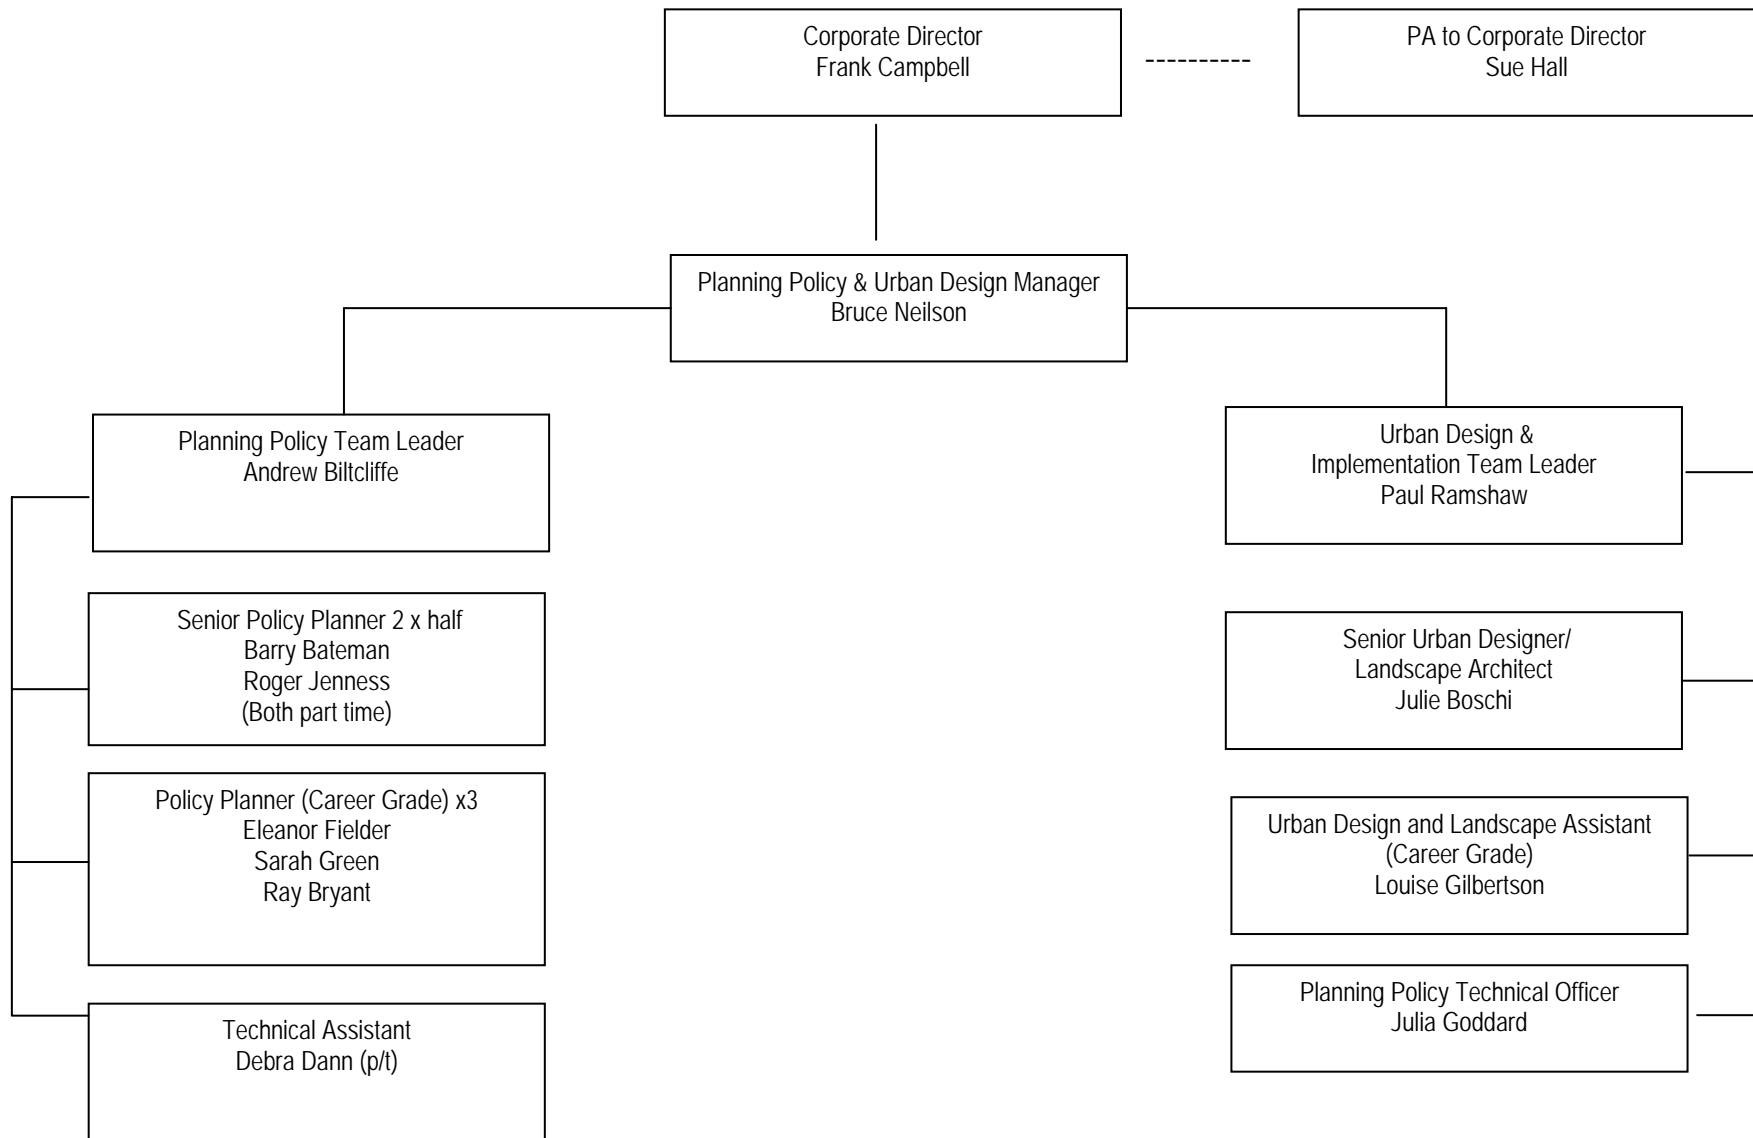 Corporate Director
Frank Campbell
PA to Corporate Director
Sue Hall
Planning Policy & Urban Design Manager
Bruce Neilson
Planning Policy Team Leader
Andrew Biltcliffe
Urban Design &
Implementation Team Leader
Paul Ramshaw
Senior Policy Planner 2 x half
Barry Bateman
Roger Jenness
(Both part time)
Senior Urban Designer/
Landscape Architect
Julie Boschi
Policy Planner (Career Grade) x3
Eleanor Fielder
Sarah Green
Ray Bryant
Urban Design and Landscape Assistant
(Career Grade)
Louise Gilbertson
Technical Assistant
Debra Dann (p/t)
Planning Policy Technical Officer
Julia Goddard